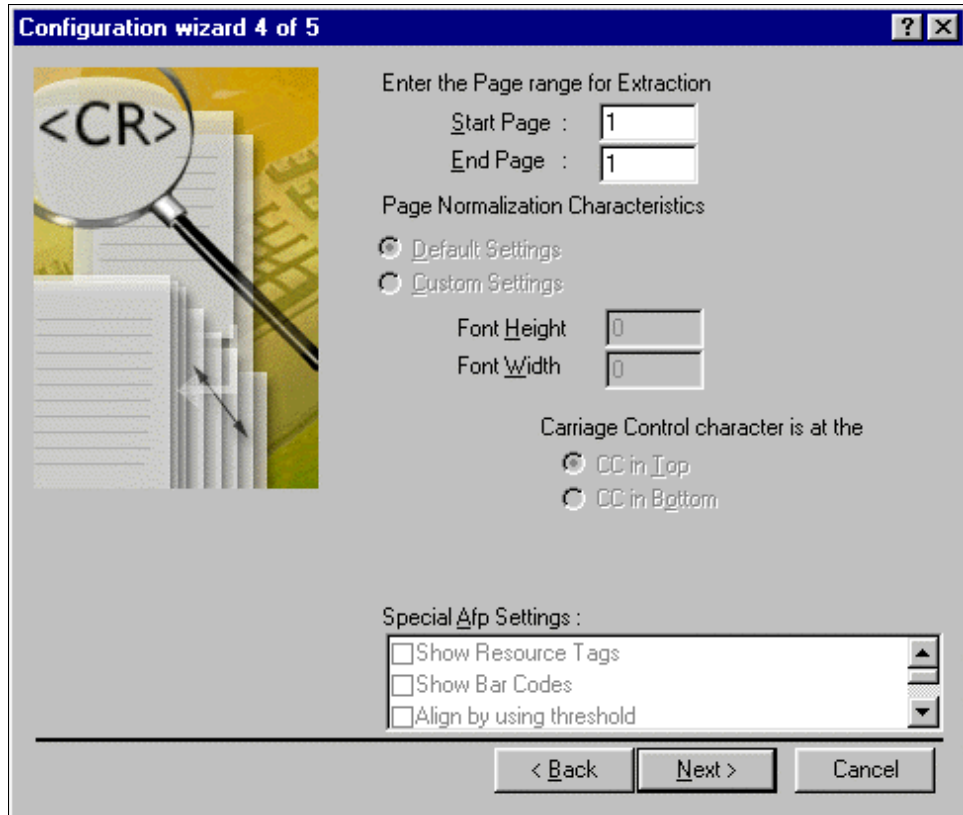 Configuration wizard 4 of 5
<CR>
Enter the Page range for Extraction
Start Page : 1
End Page : 1
Page Normalization Characteristics
Default Settings
Custom Settings
Font Height 0
Font Width 0
Carriage Control character is at the
CC in Top
CC in Bottom
Special Afp Settings :
Show Resource Tags
Show Bar Codes
Align by using threshold
< Back Next > Cancel